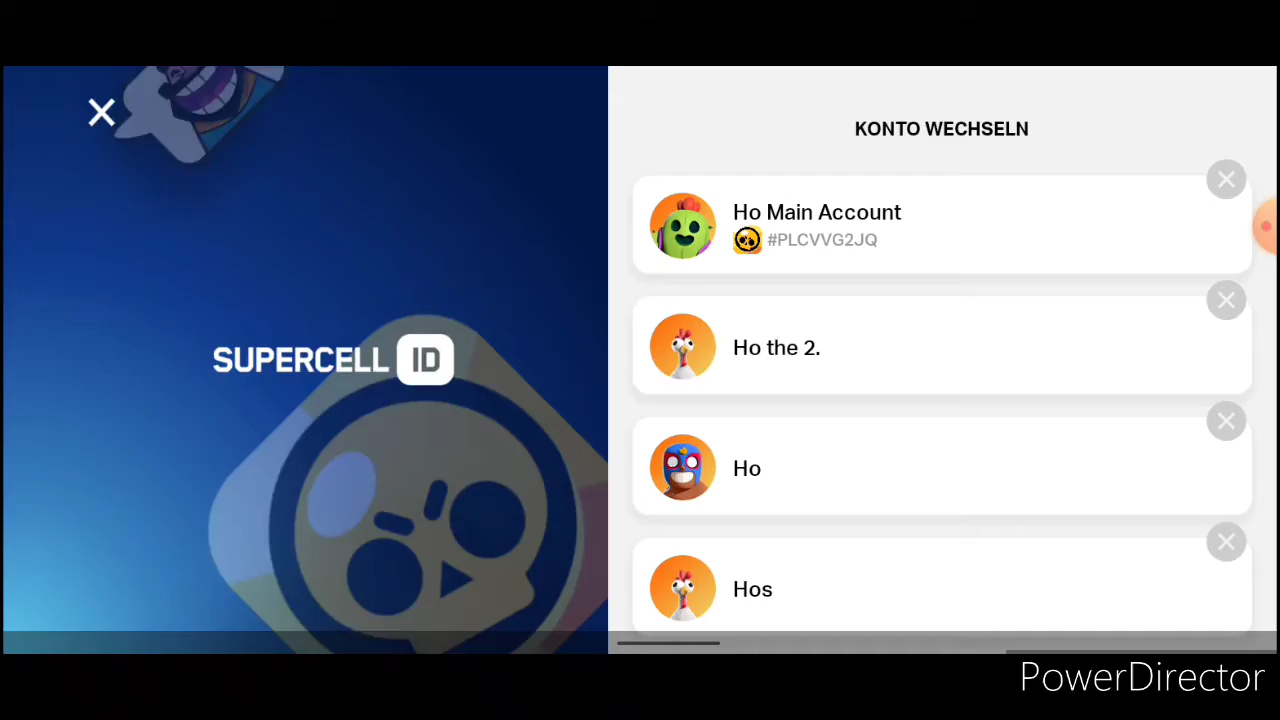 SUPERCELL ID
KONTO WECHSELN
Ho Main Account
#PLCVVG2JQ
Ho the 2.
Ho
Hos
PowerDirector